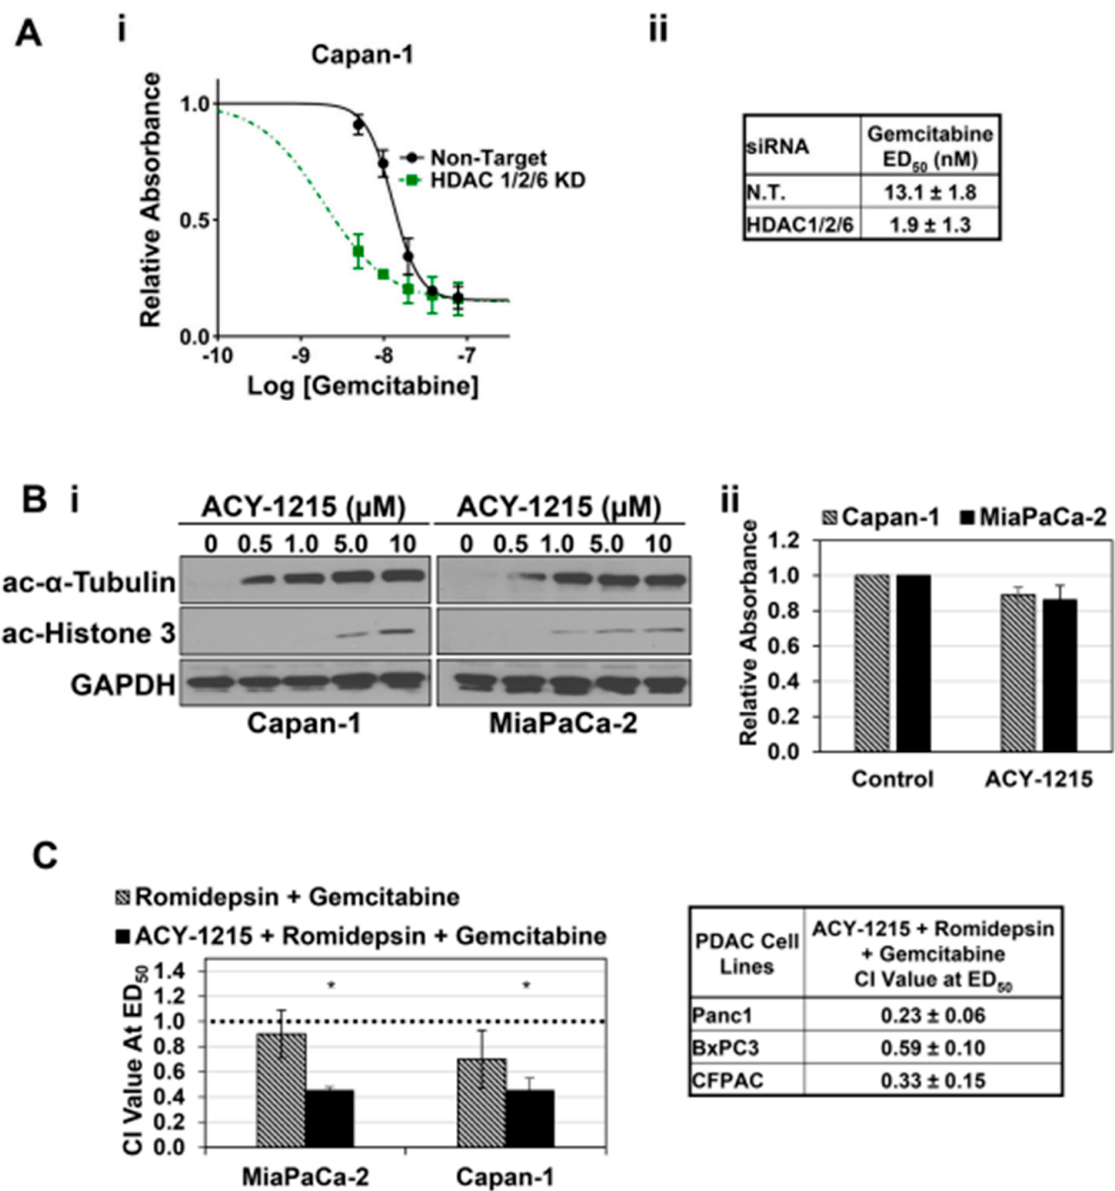 A
i
ii
Capan-1
Relative Absorbance
1.0
0.5
0.0
Non-Target
HDAC 1/2/6 KD
-10 -9 -8 -7
Log [Gemcitabine]
siRNA Gemcitabine
ED50 (nM)
N.T. 13.1 ± 1.8
HDAC1/2/6 1.9 ± 1.3
B i
ACY-1215 (µM) ACY-1215 (µM)
0 0.5 1.0 5.0 10 0 0.5 1.0 5.0 10
ac-α-Tubulin
ac-Histone 3
GAPDH
Capan-1 MiaPaCa-2
ii
Capan-1 MiaPaCa-2
Relative Absorbance
1.2
1.0
0.8
0.6
0.4
0.2
0.0
Control ACY-1215
C
Romidepsin + Gemcitabine
ACY-1215 + Romidepsin + Gemcitabine
CI Value At ED50
1.4
1.2
1.0
0.8
0.6
0.4
0.2
0.0
* *
MiaPaCa-2 Capan-1
PDAC Cell
Lines
ACY-1215 + Romidepsin
+ Gemcitabine
CI Value at ED50
Panc1 0.23 ± 0.06
BxPC3 0.59 ± 0.10
CFPAC 0.33 ± 0.15